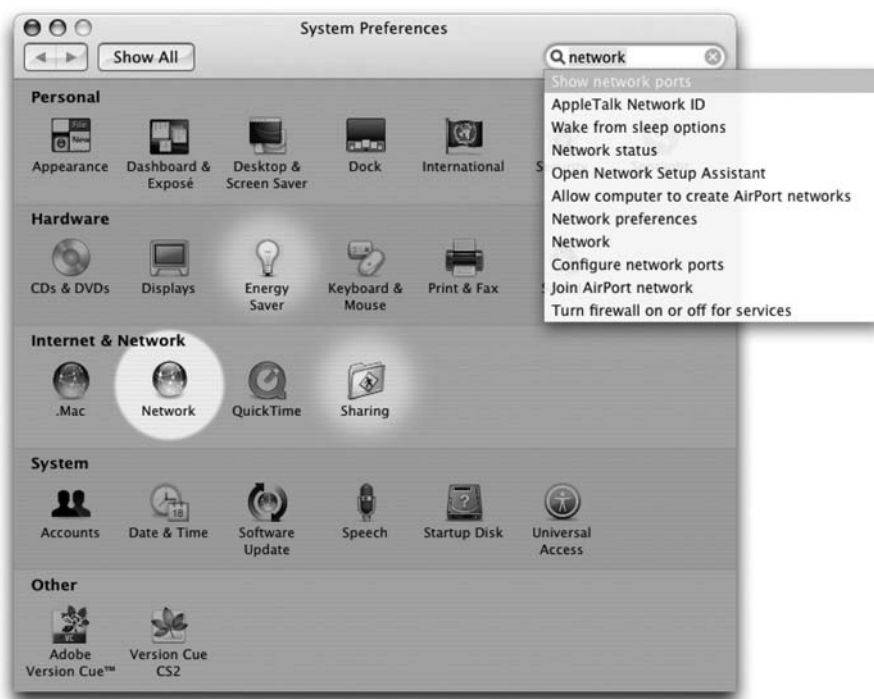 System Preferences
Show All
network
Show network ports
AppleTalk Network ID
Wake from sleep options
Network status
Open Network Setup Assistant
Allow computer to create AirPort networks
Network preferences
Network
Configure network ports
Join AirPort network
Turn firewall on or off for services
Personal
Appearance
Dashboard &
Exposé
Desktop &
Screen Saver
Dock
International
Hardware
CDs & DVDs
Displays
Energy
Saver
Keyboard &
Mouse
Print & Fax
Internet & Network
.Mac
Network
QuickTime
Sharing
System
Accounts
18
Date & Time
Software
Update
Speech
Startup Disk
Universal
Access
Other
VC
Adobe
Version Cue™
Version Cue
CS2